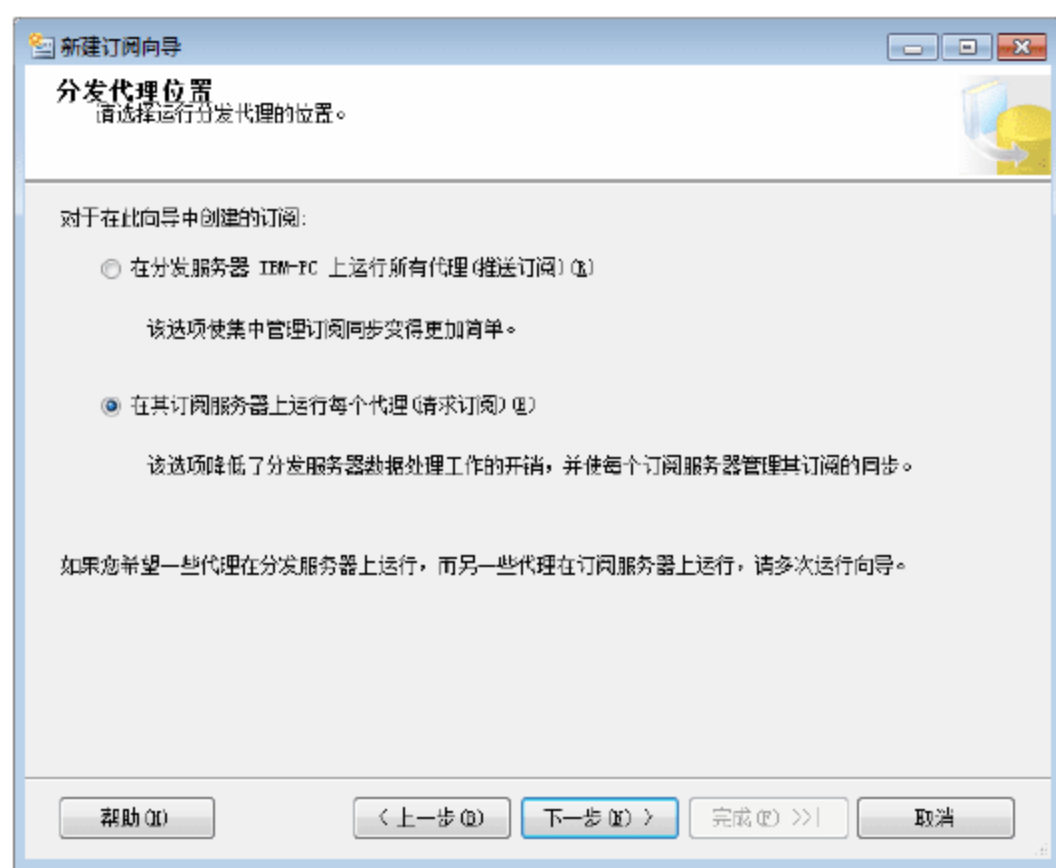 新建订阅向导
分发代理位置
请选择运行分发代理的位置。
对于在此向导中创建的订阅:
在分发服务器 IBM-PC 上运行所有代理(推送订阅)(R)
该选项使集中管理订阅同步变得更加简单。
在其订阅服务器上运行每个代理(请求订阅)(E)
该选项降低了分发服务器数据处理工作的开销，并使每个订阅服务器管理其订阅的同步。
如果您希望一些代理在分发服务器上运行，而另一些代理在订阅服务器上运行，请多次运行向导。
帮助(H) < 上一步(B) 下一步(N) > 完成(F) >>| 取消